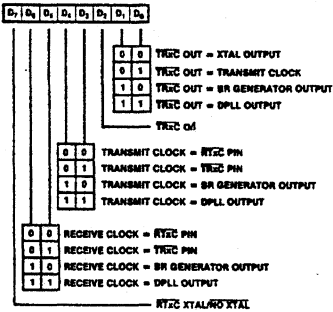 D7 D6 D5 D4 D3 D2 D1 D0
0 0 TRxC OUT = XTAL OUTPUT
0 1 TRxC OUT = TRANSMIT CLOCK
1 0 TRxC OUT = BR GENERATOR OUTPUT
1 1 TRxC OUT = DPLL OUTPUT
TRxC O/I
0 0 TRANSMIT CLOCK = RTxC PIN
0 1 TRANSMIT CLOCK = TRxC PIN
1 0 TRANSMIT CLOCK = BR GENERATOR OUTPUT
1 1 TRANSMIT CLOCK = DPLL OUTPUT
0 0 RECEIVE CLOCK = RTxC PIN
0 1 RECEIVE CLOCK = TRxC PIN
1 0 RECEIVE CLOCK = BR GENERATOR OUTPUT
1 1 RECEIVE CLOCK = DPLL OUTPUT
RTxC XTAL/NO XTAL